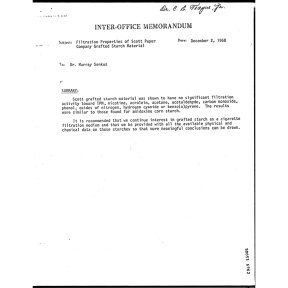 Dr. C. B. 
INTER-OFFICE MEMORANDUM
Subject: Filtration Properties of Scott Paper Date: December 2, 1968
Company Grafted Starch Material
To: Dr. Murray Senkus
SUMMARY:
Scott grafted starch material was shown to have no significant filtration
activity toward TPM, nicotine, acrolein, acetone, acetaldehyde, carbon monoxide,
phenol, oxides of nitrogen, hydrogen cyanide or benzo(a)pyrene. The results
were similar to those found for amidoxime corn starch.
It is recommended that we continue interest in grafted starch as a cigarette
filtration medium and that we be provided with all the available physical and
chemical data on these starches so that more meaningful conclusions can be drawn.